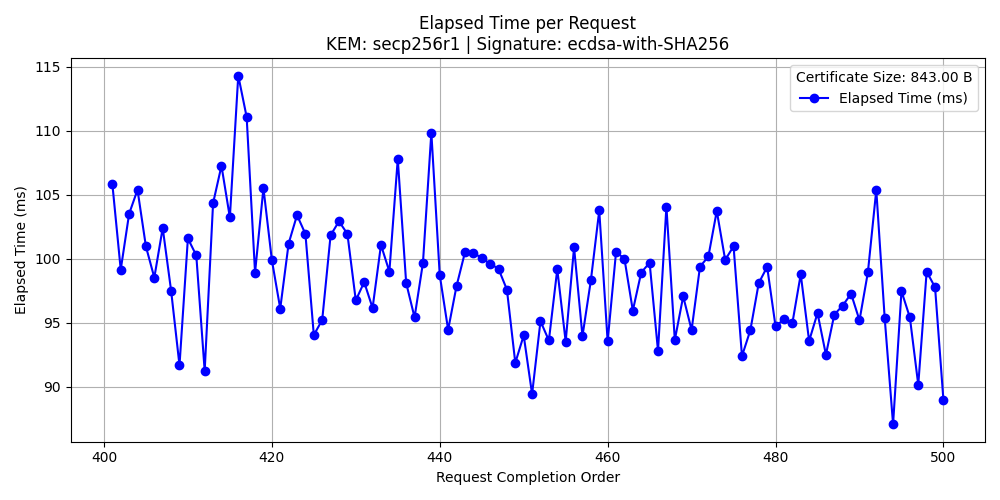 Elapsed Time per Request
KEM: secp256r1 | Signature: ecdsa-with-SHA256
Certificate Size: 843.00 B
Elapsed Time (ms)
Elapsed Time (ms)
115
110
105
100
95
90
400 420 440 460 480 500
Request Completion Order